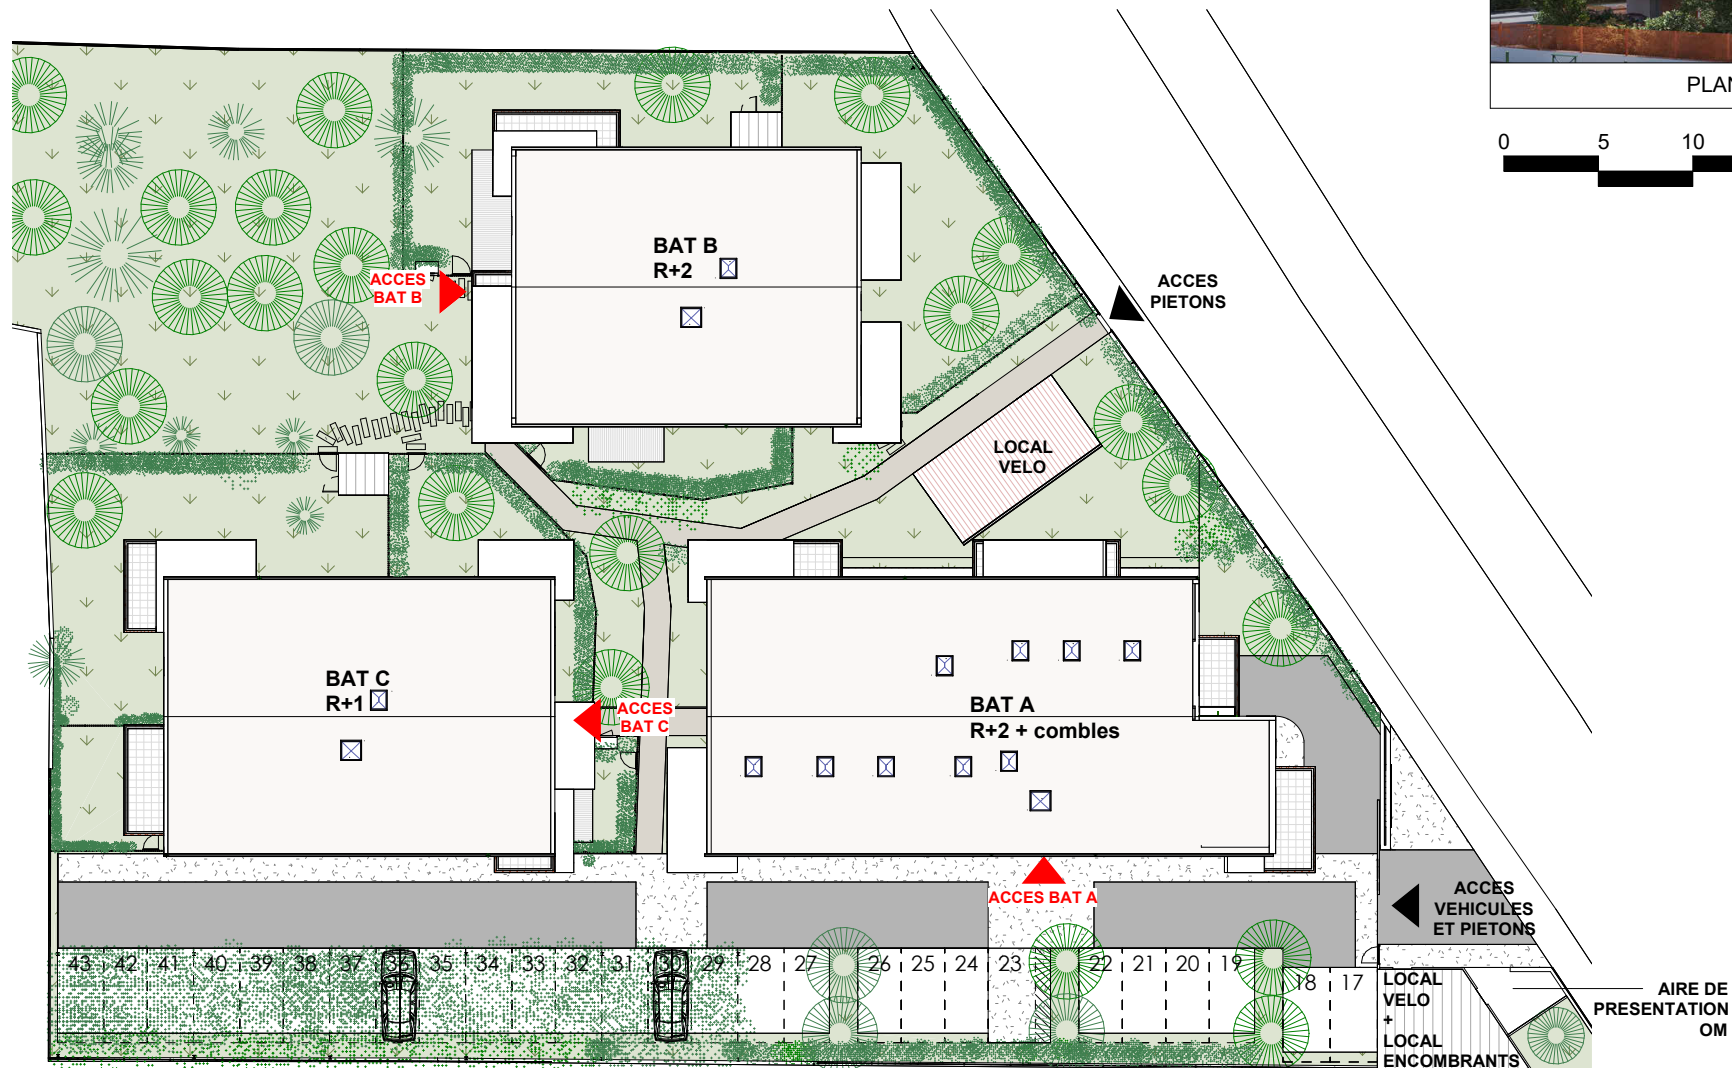 PLAN
0 5 10
BAT B
R+2
ACCES
BAT B
ACCES
PIETONS
LOCAL
VELO
BAT C
R+1
ACCES
BAT C
BAT A
R+2 + combles
ACCES BAT A
ACCES
VEHICULES
ET PIETONS
43 42 41 40 39 38 37 36 35 34 33 32 31 30 29 28 27 26 25 24 23 22 21 20 19 18 17
LOCAL
VELO
+
LOCAL
ENCOMBRANTS
AIRE DE
PRESENTATION
OM